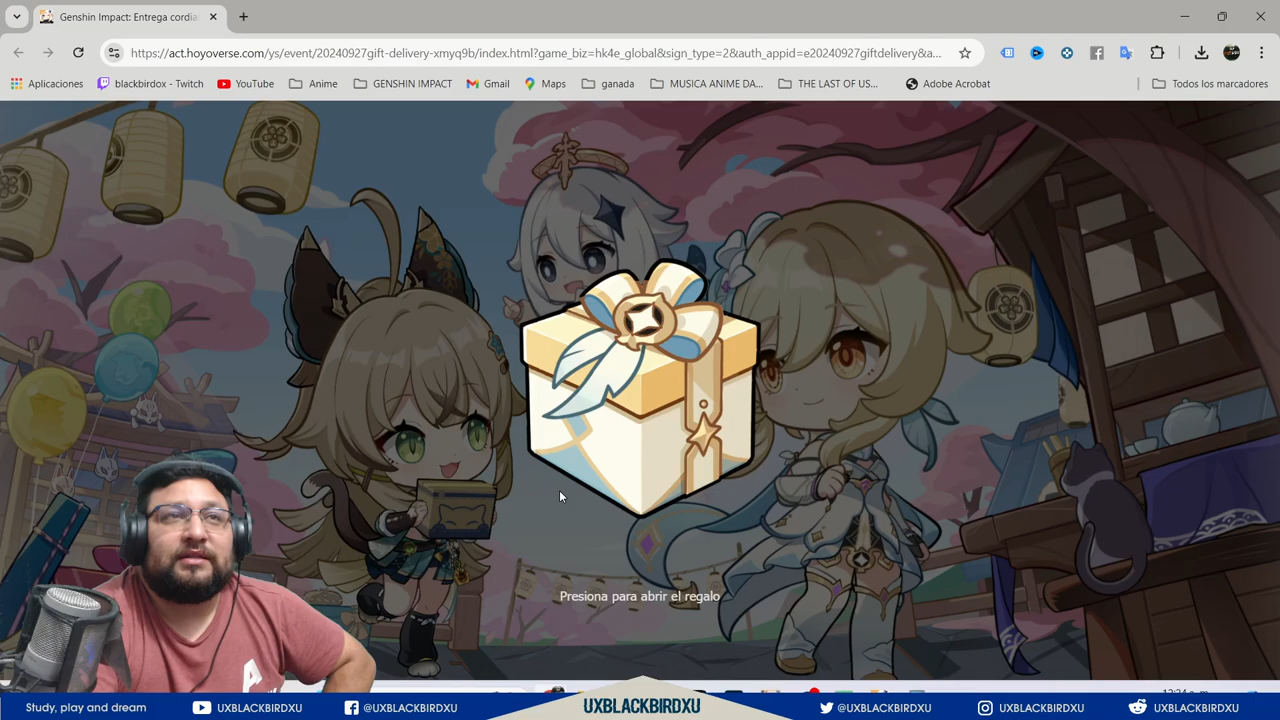 Genshin Impact: Entrega cordia
https://act.hoyoverse.com/ys/event/20240927gift-delivery-xmyq9b/index.html?game_biz=hk4e_global&sign_type=2&auth_appid=e20240927giftdelivery&a...
Aplicaciones blackbirdox - Twitch YouTube Anime GENSHIN IMPACT Gmail Maps ganada MUSICA ANIME DA... THE LAST OF US... Adobe Acrobat Todos los marcadores
Presiona para abrir el regalo
Study, play and dream UXBLACKBIRDXU @UXBLACKBIRDXU UXBLACKBIRDXU @UXBLACKBIRDXU UXBLACKBIRDXU UXBLACKBIRDXU